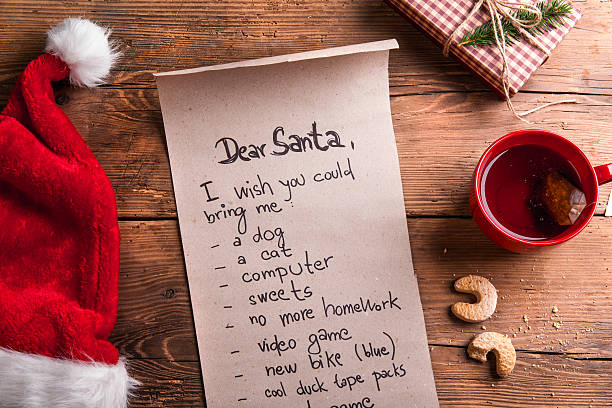 Dear Santa,
I wish you could
bring me:
- a dog
- a cat
- computer
- sweets
- no more homework
- video game
- new bike (blue)
- cool duck tape packs
- game